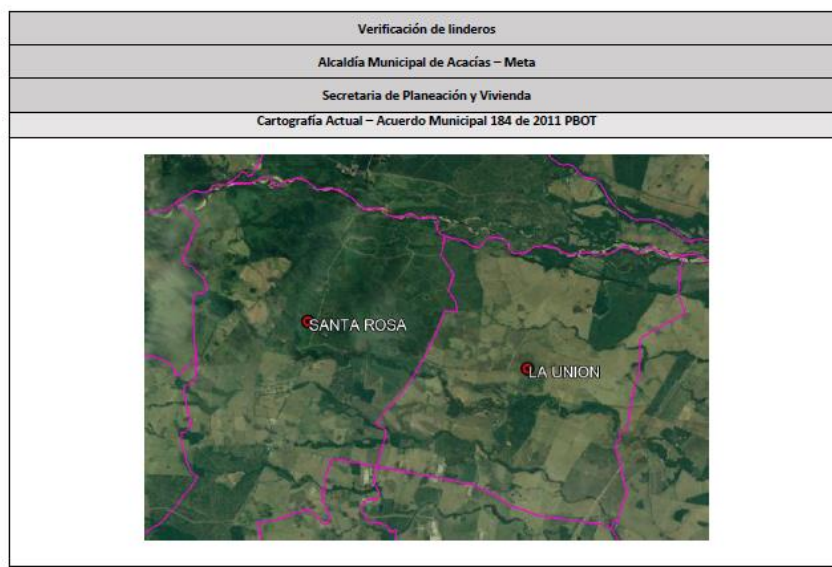 Verificación de linderos
Alcaldía Municipal de Acacías – Meta
Secretaria de Planeación y Vivienda
Cartografía Actual – Acuerdo Municipal 184 de 2011 PBOT
SANTA ROSA
LA UNION